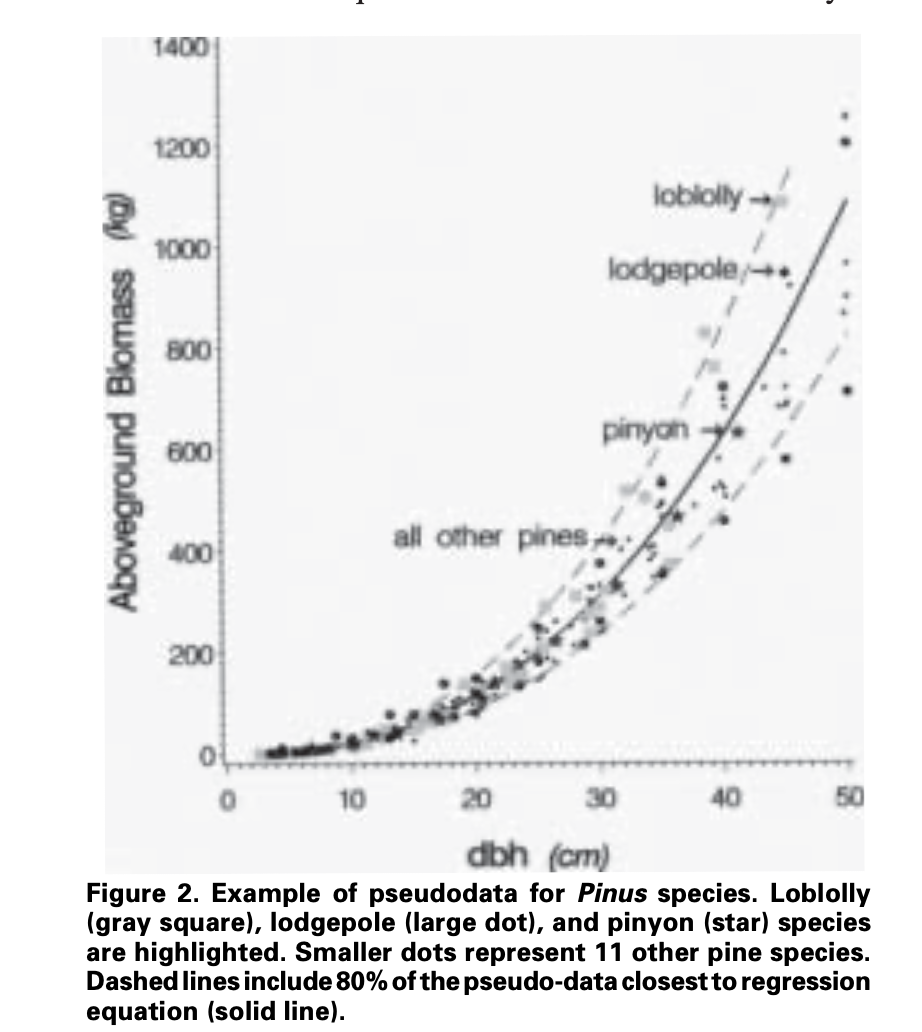 1400
1200
1000
800
600
400
200
0
Aboveground Biomass (kg)
loblolly
lodgepole
pinyon
all other pines
0 10 20 30 40 50
dbh (cm)
Figure 2. Example of pseudodata for Pinus species. Loblolly
(gray square), lodgepole (large dot), and pinyon (star) species
are highlighted. Smaller dots represent 11 other pine species.
Dashed lines include 80% of the pseudo-data closest to regression
equation (solid line).